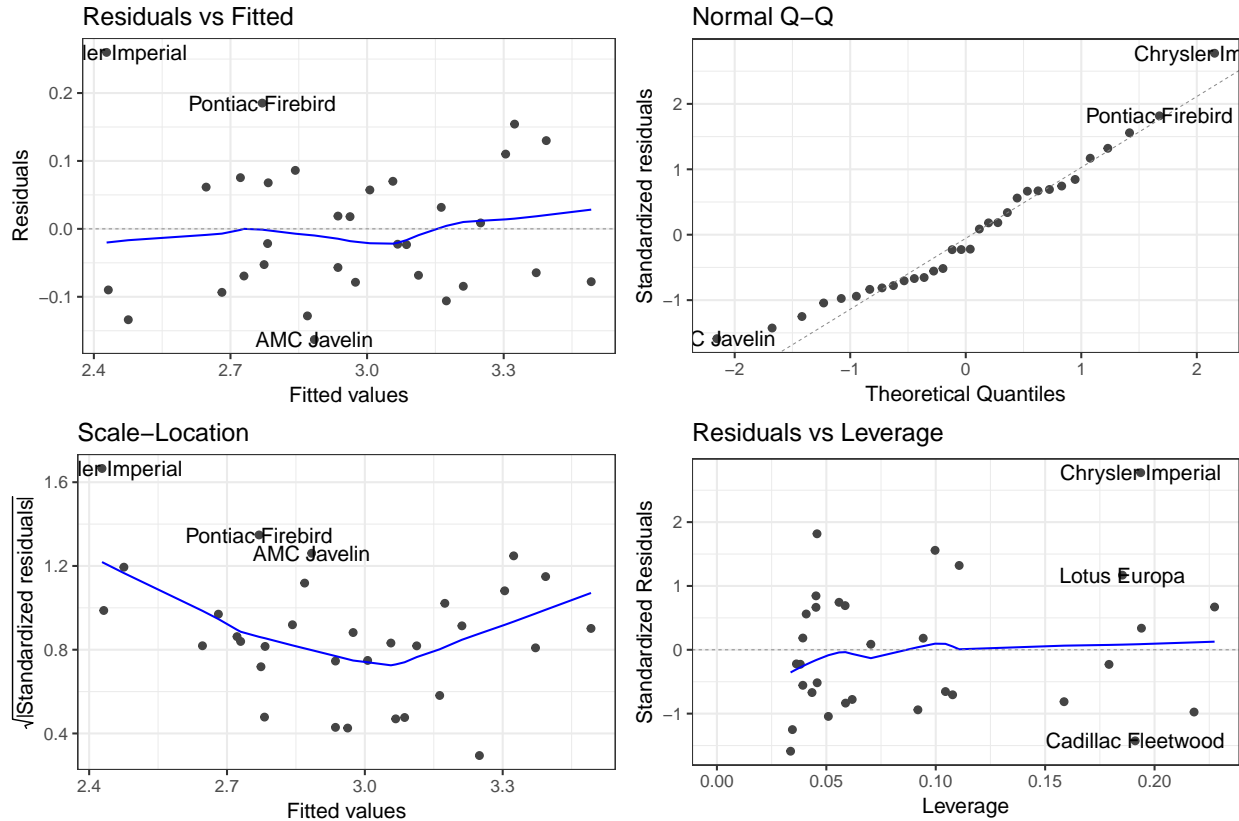 Residuals vs Fitted
ler Imperial
Pontiac Firebird
AMC Javelin
0.2
0.1
0.0
−0.1
Residuals
2.4
2.7
3.0
3.3
Fitted values
Normal Q−Q
Chrysler Im
Pontiac Firebird
C Javelin
2
1
0
−1
Standardized residuals
−2
−1
0
1
2
Theoretical Quantiles
Scale−Location
ler Imperial
Pontiac Firebird
AMC Javelin
1.6
1.2
0.8
0.4
√|Standardized residuals|
2.4
2.7
3.0
3.3
Fitted values
Residuals vs Leverage
Chrysler Imperial
Lotus Europa
Cadillac Fleetwood
2
1
0
−1
Standardized Residuals
0.00
0.05
0.10
0.15
0.20
Leverage